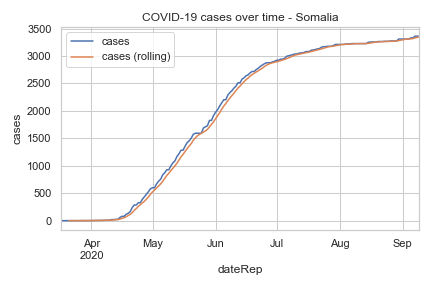 COVID-19 cases over time - Somalia
cases
cases (rolling)
3500
3000
2500
2000
1500
1000
500
0
cases
Apr
2020
May
Jun
Jul
Aug
Sep
dateRep